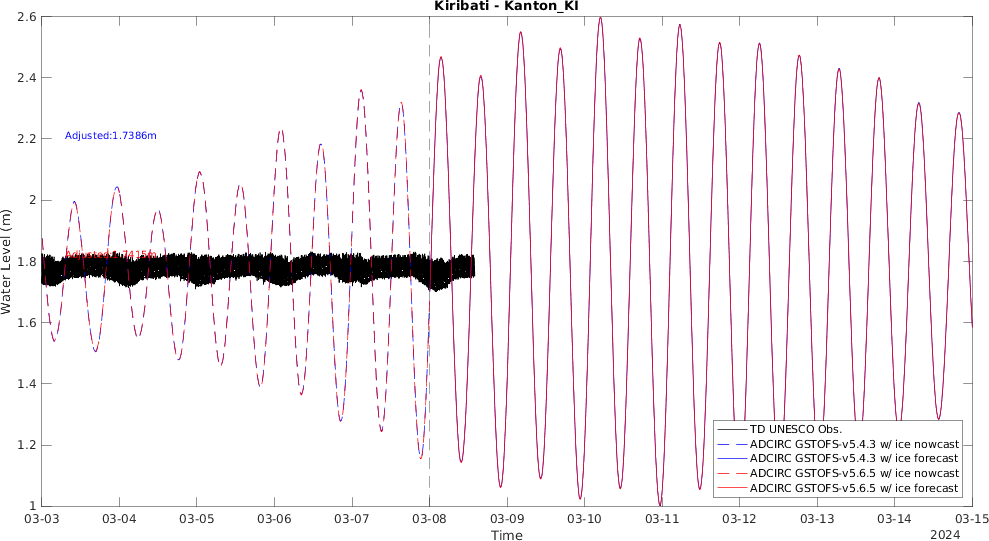 Kiribati - Kanton_KI
Water Level (m)
2.6
2.4
2.2
2
1.8
1.6
1.4
1.2
1
Adjusted:1.7386m
TD UNESCO Obs.
ADCIRC GSTOFS-v5.4.3 w/ ice nowcast
ADCIRC GSTOFS-v5.4.3 w/ ice forecast
ADCIRC GSTOFS-v5.6.5 w/ ice nowcast
ADCIRC GSTOFS-v5.6.5 w/ ice forecast
03-03 03-04 03-05 03-06 03-07 03-08 03-09 03-10 03-11 03-12 03-13 03-14 03-15
Time
2024